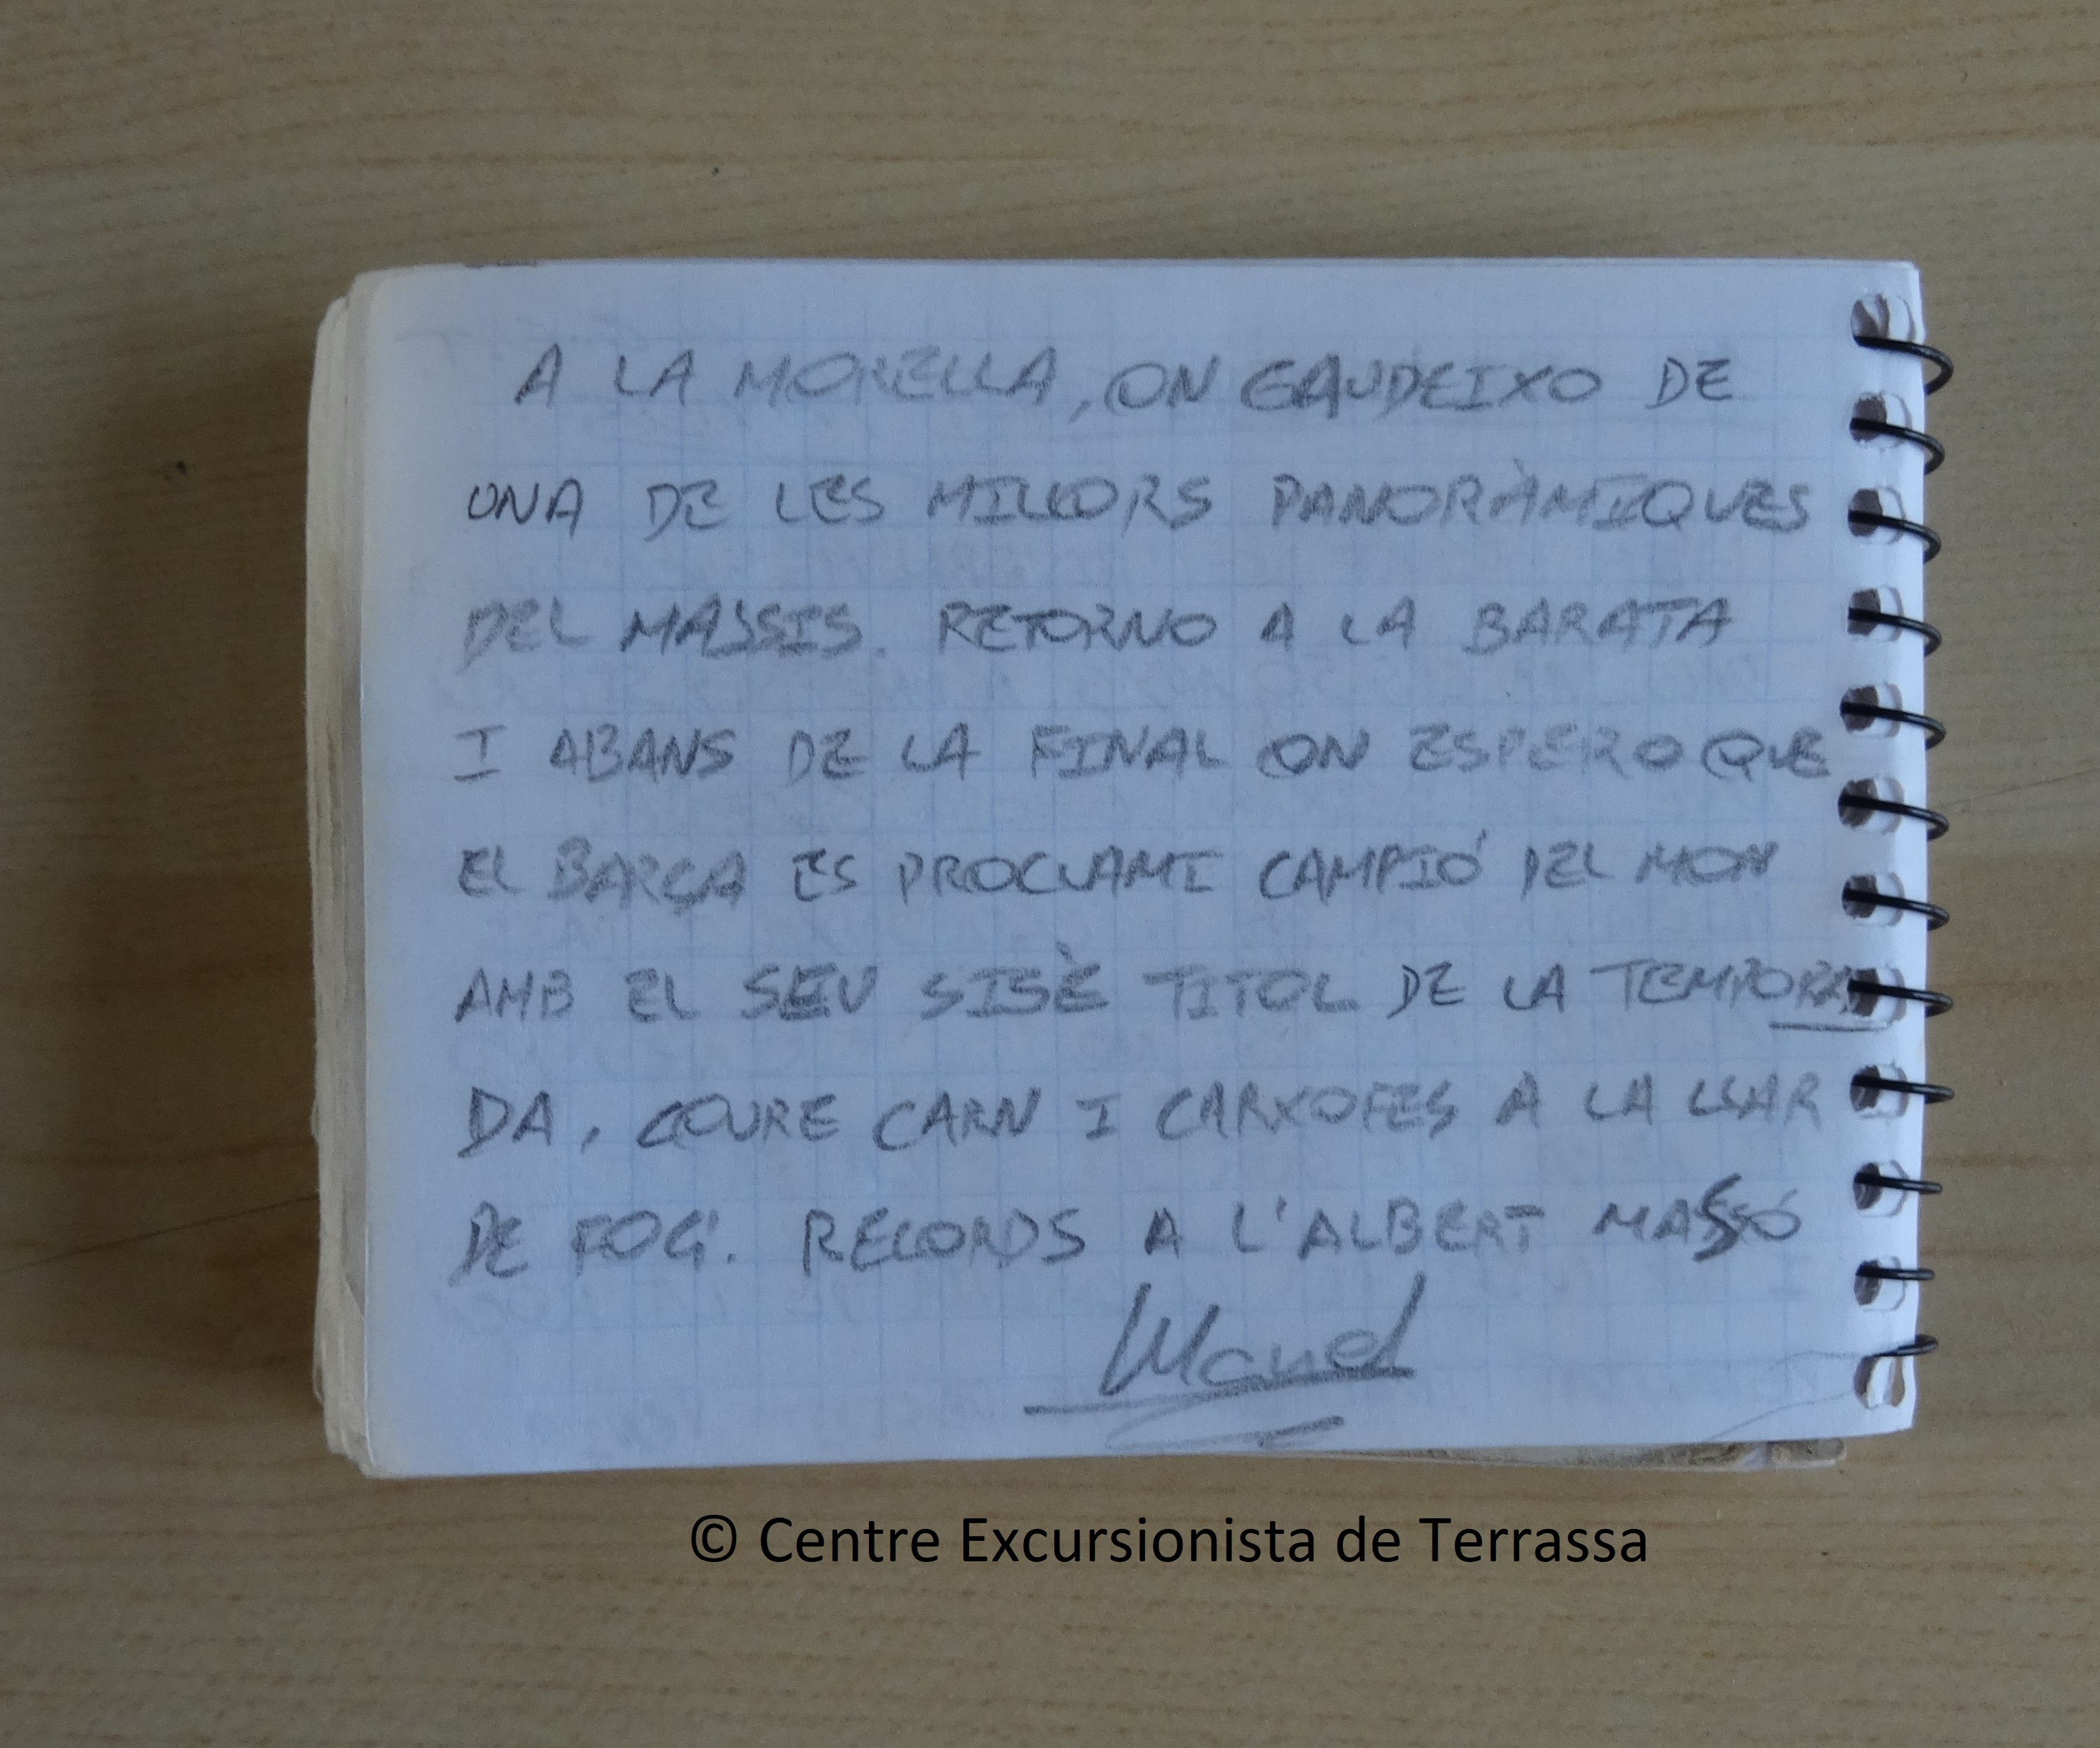 A LA MORELLA, ON GAUDEIXO DE
UNA DE LES MILLORS PANORÀMIQUES
DEL MASSIS. RETORNO A LA BARATA
I ABANS DE LA FINAL ON ESPERO QUE
EL BARÇA ES PROCLAMI CAMPIÓ DEL MON
AMB EL SEU SISÈ TITOL DE LA TEMPORA
DA, COURE CARN I CARXOFES A LA LLAR
DE FOC. RECORDS A L'ALBERT MASSÓ
Manel
© Centre Excursionista de Terrassa